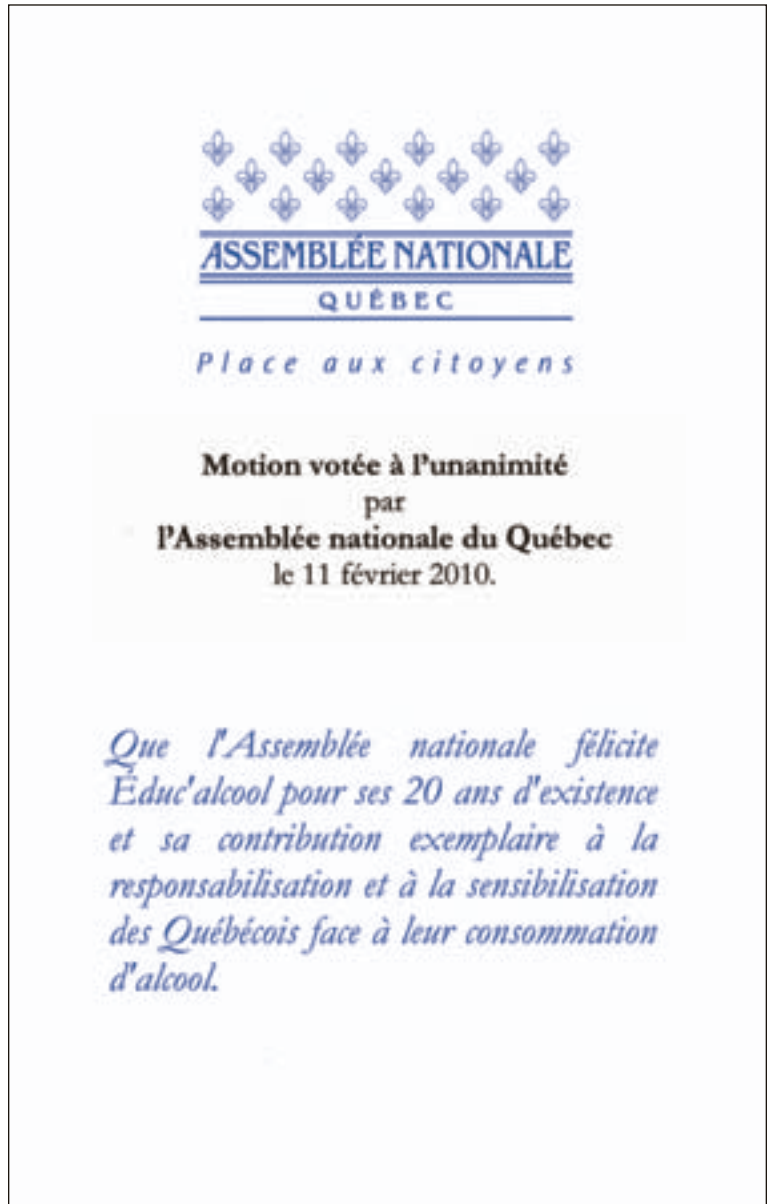 ASSEMBLÉE NATIONALE
QUÉBEC
Place aux citoyens
Motion votée à l'unanimité
par
l'Assemblée nationale du Québec
le 11 février 2010.
Que l'Assemblée nationale félicite
Éduc'alcool pour ses 20 ans d'existence
et sa contribution exemplaire à la
responsabilisation et à la sensibilisation
des Québécois face à leur consommation
d'alcool.